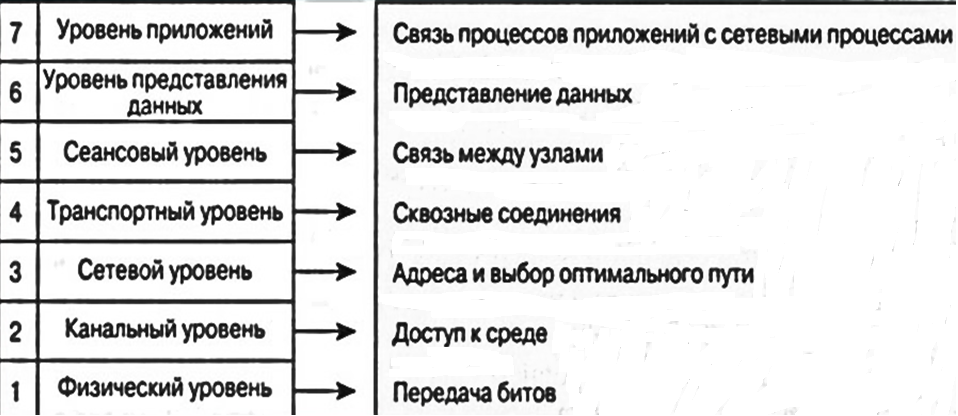 7 Уровень приложений Связь процессов приложений с сетевыми процессами
6 Уровень представления
данных Представление данных
5 Сеансовый уровень Связь между узлами
4 Транспортный уровень Сквозные соединения
3 Сетевой уровень Адреса и выбор оптимального пути
2 Канальный уровень Доступ к среде
1 Физический уровень Передача битов